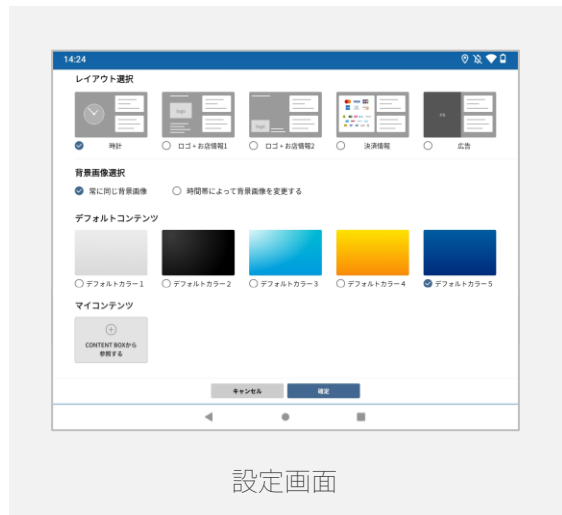 14:24
レイアウト選択
logo
logo
PR
時計
ロゴ+お店情報1
ロゴ+お店情報2
決済情報
広告
背景画像選択
常に同じ背景画像
時間帯によって背景画像を変更する
デフォルトコンテンツ
デフォルトカラー1
デフォルトカラー2
デフォルトカラー3
デフォルトカラー4
デフォルトカラー5
マイコンテンツ
CONTENT BOXから
参照する
キャンセル
確定
設定画面